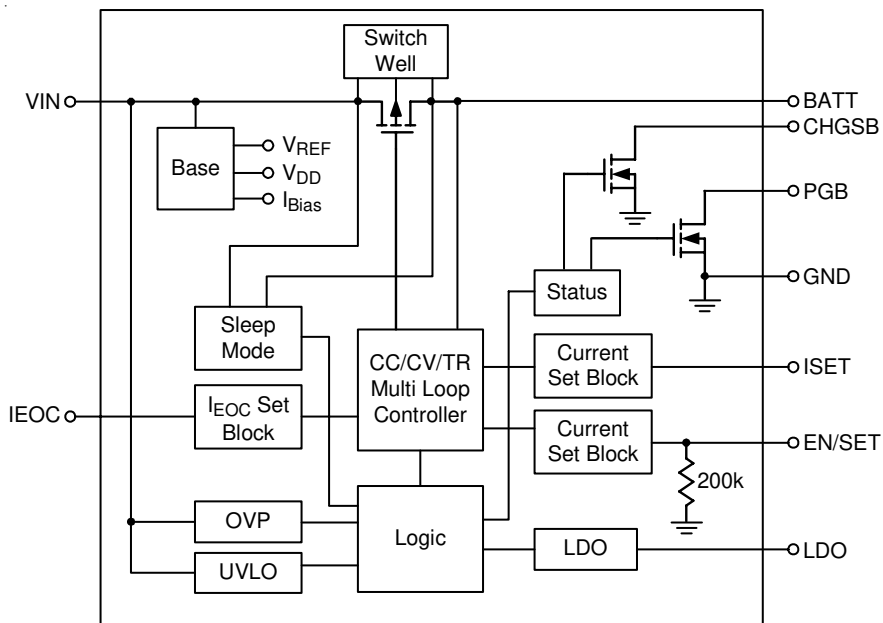 Switch
Well
VIN
BATT
CHGSB
Base
VREF
VDD
IBias
PGB
GND
Status
Sleep
Mode
CC/CV/TR
Multi Loop
Controller
Current
Set Block
ISET
IEOC
IEOC Set
Block
Current
Set Block
EN/SET
200k
OVP
Logic
LDO
LDO
UVLO